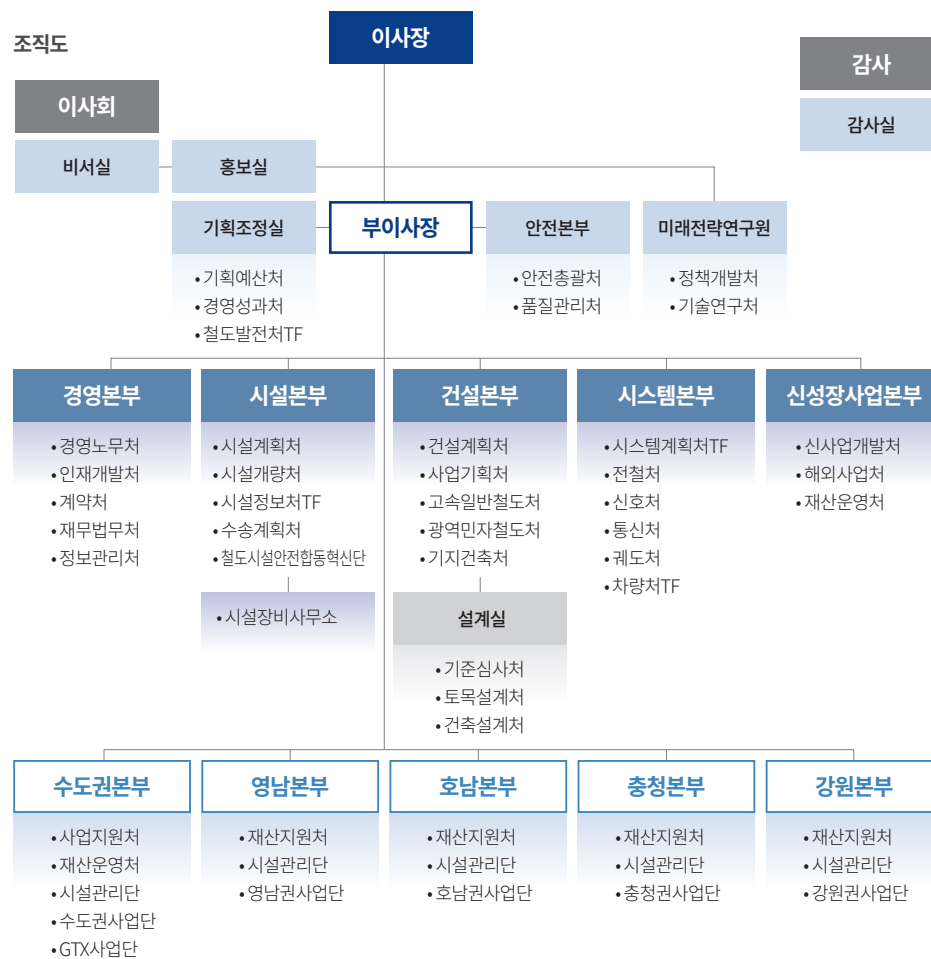 조직도
이사장
감사
감사실
이사회
비서실
홍보실
기획조정실
• 기획예산처
• 경영성과처
• 철도발전처TF
부이사장
안전본부
• 안전총괄처
• 품질관리처
미래전략연구원
• 정책개발처
• 기술연구처
경영본부
• 경영노무처
• 인재개발처
• 계약처
• 재무법무처
• 정보관리처
시설본부
• 시설계획처
• 시설개량처
• 시설정보처TF
• 수송계획처
• 철도시설안전합동혁신단
• 시설장비사무소
건설본부
• 건설계획처
• 사업기획처
• 고속일반철도처
• 광역민자철도처
• 기지건축처
설계실
• 기준심사처
• 토목설계처
• 건축설계처
시스템본부
• 시스템계획처TF
• 전철처
• 신호처
• 통신처
• 궤도처
• 차량처TF
신성장사업본부
• 신사업개발처
• 해외사업처
• 재산운영처
수도권본부
• 사업지원처
• 재산운영처
• 시설관리단
• 수도권사업단
• GTX사업단
영남본부
• 재산지원처
• 시설관리단
• 영남권사업단
호남본부
• 재산지원처
• 시설관리단
• 호남권사업단
충청본부
• 재산지원처
• 시설관리단
• 충청권사업단
강원본부
• 재산지원처
• 시설관리단
• 강원권사업단